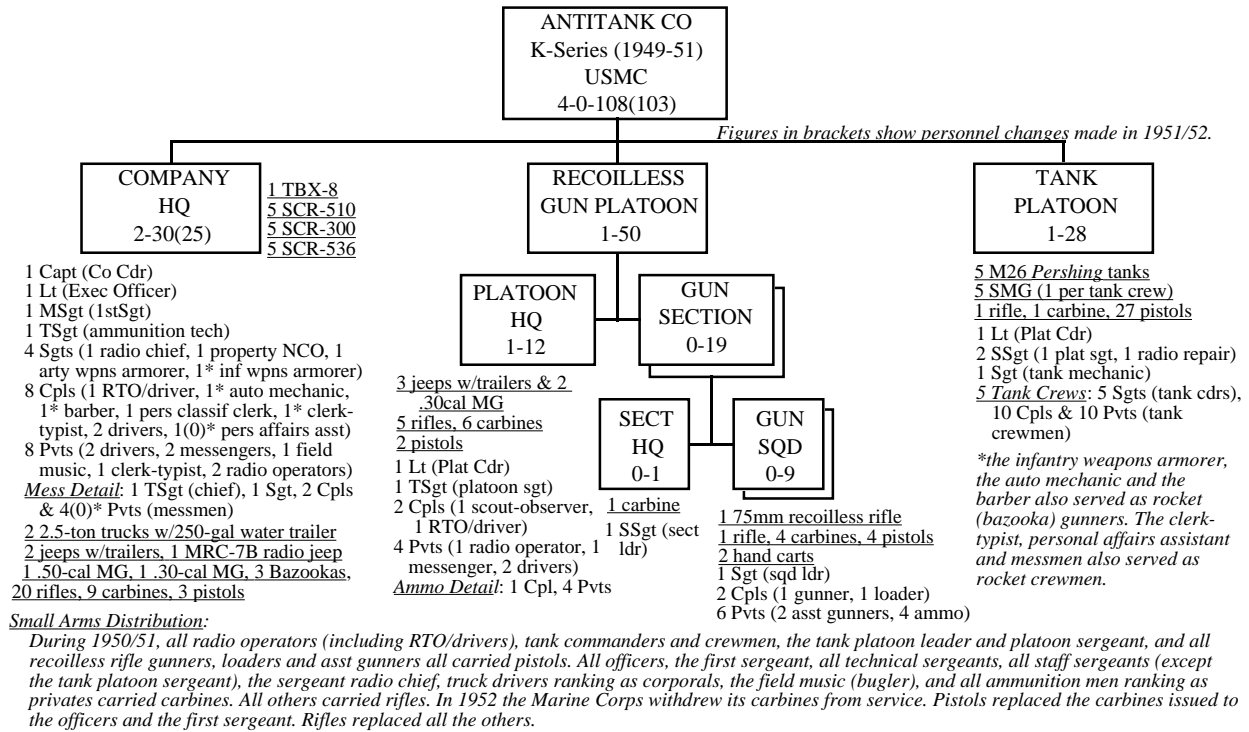 ANTITANK CO
K-Series (1949-51)
USMC
4-0-108(103)
Figures in brackets show personnel changes made in 1951/52.
COMPANY
HQ
2-30(25)
1 TBX-8
5 SCR-510
5 SCR-300
5 SCR-536
1 Capt (Co Cdr)
1 Lt (Exec Officer)
1 MSgt (1stSgt)
1 TSgt (ammunition tech)
4 Sgts (1 radio chief, 1 property NCO, 1
arty wpns armorer, 1* inf wpns armorer)
8 Cpls (1 RTO/driver, 1* auto mechanic,
1* barber, 1 pers classif clerk, 1* clerk-
typist, 2 drivers, 1(0)* pers affairs asst)
8 Pvts (2 drivers, 2 messengers, 1 field
music, 1 clerk-typist, 2 radio operators)
Mess Detail: 1 TSgt (chief), 1 Sgt, 2 Cpls
& 4(0)* Pvts (messmen)
2 2.5-ton trucks w/250-gal water trailer
2 jeeps w/trailers, 1 MRC-7B radio jeep
1 .50-cal MG, 1 .30-cal MG, 3 Bazookas,
20 rifles, 9 carbines, 3 pistols
RECOILLESS
GUN PLATOON
1-50
PLATOON
HQ
1-12
3 jeeps w/trailers & 2
.30cal MG
5 rifles, 6 carbines
2 pistols
1 Lt (Plat Cdr)
1 TSgt (platoon sgt)
2 Cpls (1 scout-observer,
1 RTO/driver)
4 Pvts (1 radio operator, 1
messenger, 2 drivers)
Ammo Detail: 1 Cpl, 4 Pvts
GUN
SECTION
0-19
SECT
HQ
0-1
1 carbine
1 SSgt (sect
ldr)
GUN
SQD
0-9
1 75mm recoilless rifle
1 rifle, 4 carbines, 4 pistols
2 hand carts
1 Sgt (sqd ldr)
2 Cpls (1 gunner, 1 loader)
6 Pvts (2 asst gunners, 4 ammo)
TANK
PLATOON
1-28
5 M26 Pershing tanks
5 SMG (1 per tank crew)
1 rifle, 1 carbine, 27 pistols
1 Lt (Plat Cdr)
2 SSgt (1 plat sgt, 1 radio repair)
1 Sgt (tank mechanic)
5 Tank Crews: 5 Sgts (tank cdrs),
10 Cpls & 10 Pvts (tank
crewmen)
*the infantry weapons armorer,
the auto mechanic and the
barber also served as rocket
(bazooka) gunners. The clerk-
typist, personal affairs assistant
and messmen also served as
rocket crewmen.
Small Arms Distribution:
During 1950/51, all radio operators (including RTO/drivers), tank commanders and crewmen, the tank platoon leader and platoon sergeant, and all
recoilless rifle gunners, loaders and asst gunners all carried pistols. All officers, the first sergeant, all technical sergeants, all staff sergeants (except
the tank platoon sergeant), the sergeant radio chief, truck drivers ranking as corporals, the field music (bugler), and all ammunition men ranking as
privates carried carbines. All others carried rifles. In 1952 the Marine Corps withdrew its carbines from service. Pistols replaced the carbines issued to
the officers and the first sergeant. Rifles replaced all the others.